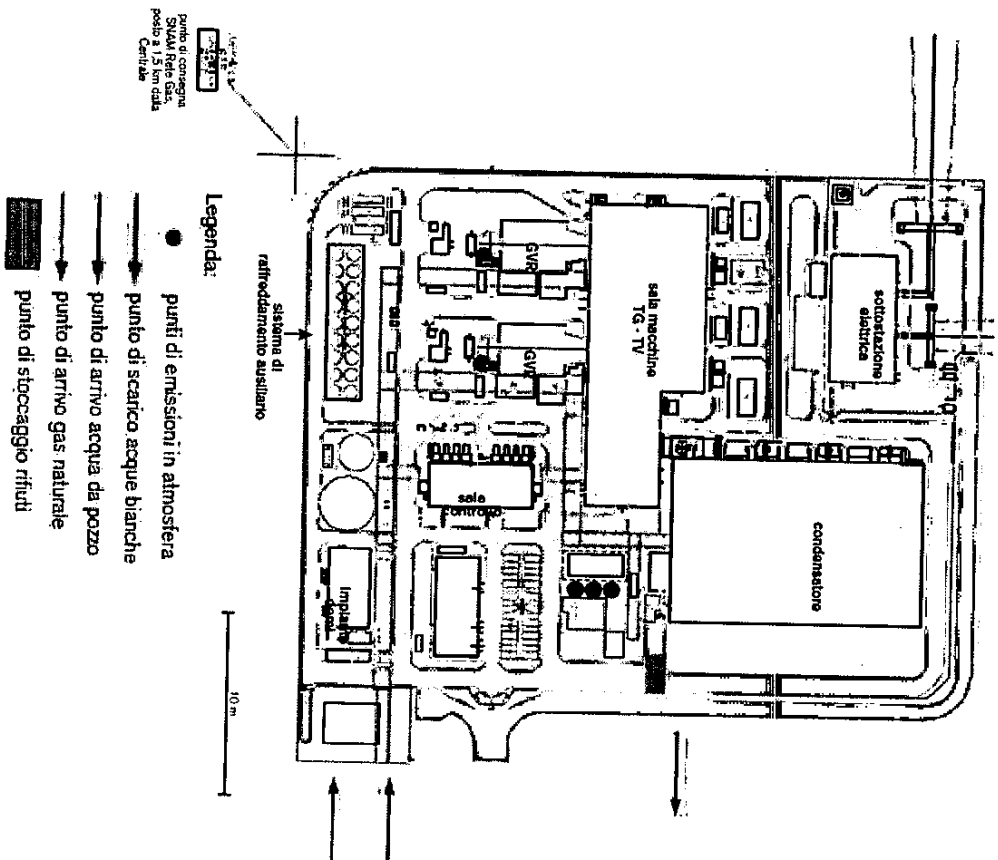 punto di consegna
SNAM Rete Gas,
posto a 1,5 km dalla
Centrale
Legenda:
punti di emissioni in atmosfera
punto di scarico acque bianche
punto di arrivo acqua da pozzo
punto di arrivo gas naturale
punto di stoccaggio rifiuti
sistema di
raffreddamento ausiliario
GVR
GVR
sala macchine
TG - TV
sottostazione
elettrica
sala
controllo
condensatore
Impianto
10 m